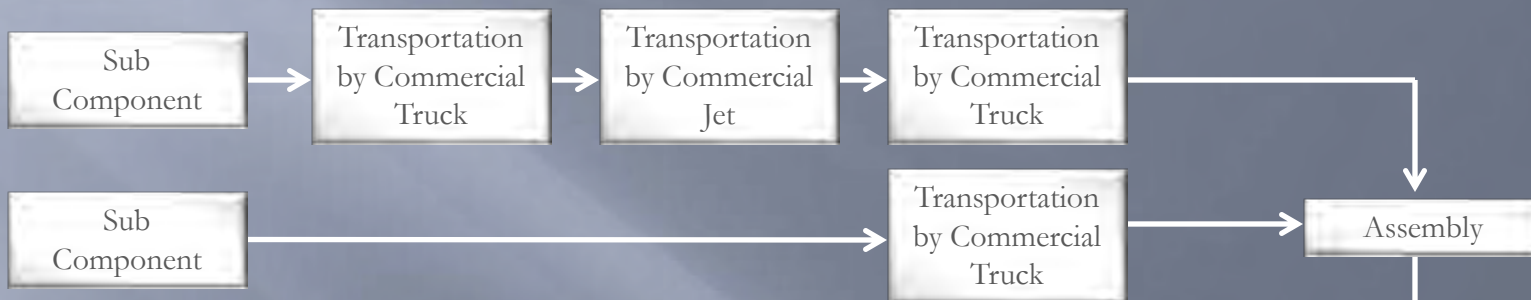 Sub
Component
Transportation
by Commercial
Truck
Transportation
by Commercial
Jet
Transportation
by Commercial
Truck
Sub
Component
Transportation
by Commercial
Truck
Assembly